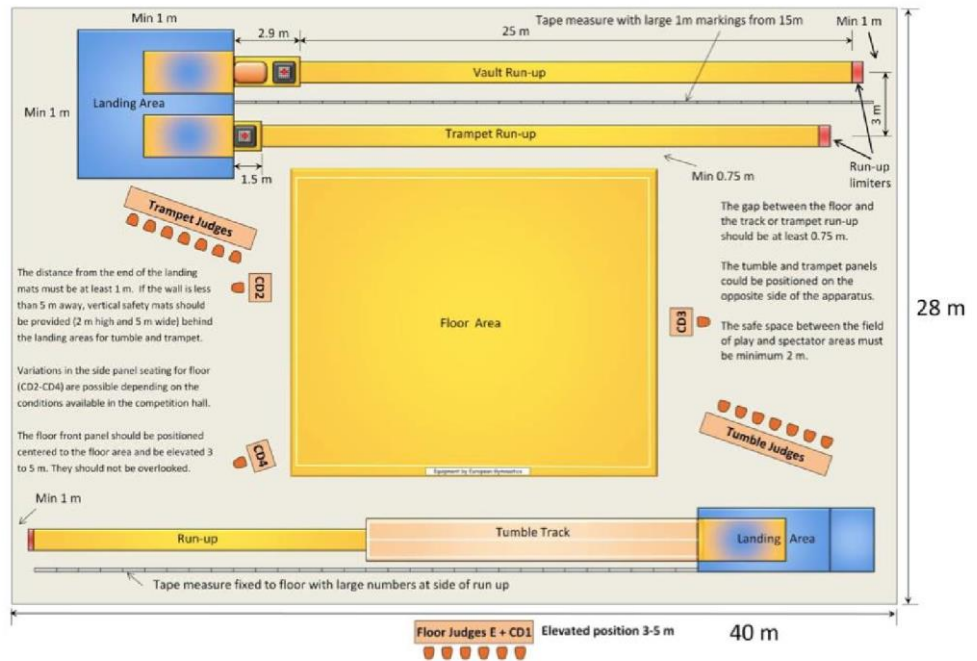 Min 1 m
2.9 m
25 m
Tape measure with large 1m markings from 15m
Min 1 m
Vault Run-up
Landing Area
Min 1 m
3 m
Trampet Run-up
1.5 m
Min 0.75 m
Run-up
limiters
Trampet Judges
CD2
The gap between the floor and
the track or trampet run-up
should be at least 0.75 m.
The tumble and trampet panels
could be positioned on the
opposite side of the apparatus.
The safe space between the field
of play and spectator areas must
be minimum 2 m.
The distance from the end of the landing
mats must be at least 1 m. If the wall is less
than 5 m away, vertical safety mats should
be provided (2 m high and 5 m wide) behind
the landing areas for tumble and trampet.
Variations in the side panel seating for floor
(CD2-CD4) are possible depending on the
conditions available in the competition hall.
The floor front panel should be positioned
centered to the floor area and be elevated 3
to 5 m. They should not be overlooked.
Floor Area
CD3
28 m
CD4
Tumble Judges
Equipment by European Gymnastics
Min 1 m
Run-up
Tumble Track
Landing Area
Tape measure fixed to floor with large numbers at side of run up
Floor Judges E + CD1
Elevated position 3-5 m
40 m